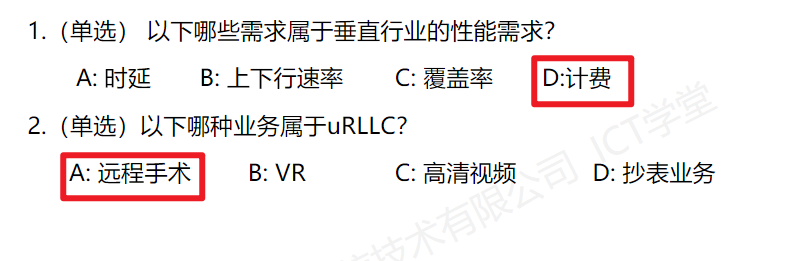 1.（单选） 以下哪些需求属于垂直行业的性能需求？
A: 时延 B: 上下行速率 C: 覆盖率 D:计费
2.（单选）以下哪种业务属于uRLLC？
A: 远程手术 B: VR C: 高清视频 D: 抄表业务
技术有限公司 ICT学堂